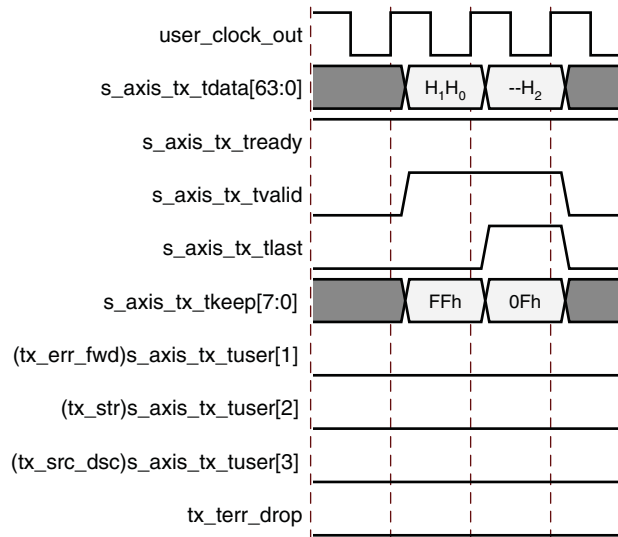 user_clock_out
s_axis_tx_tdata[63:0] H₁H₀ --H₂
s_axis_tx_tready
s_axis_tx_tvalid
s_axis_tx_tlast
s_axis_tx_tkeep[7:0] FFh 0Fh
(tx_err_fwd)s_axis_tx_tuser[1]
(tx_str)s_axis_tx_tuser[2]
(tx_src_dsc)s_axis_tx_tuser[3]
tx_terr_drop